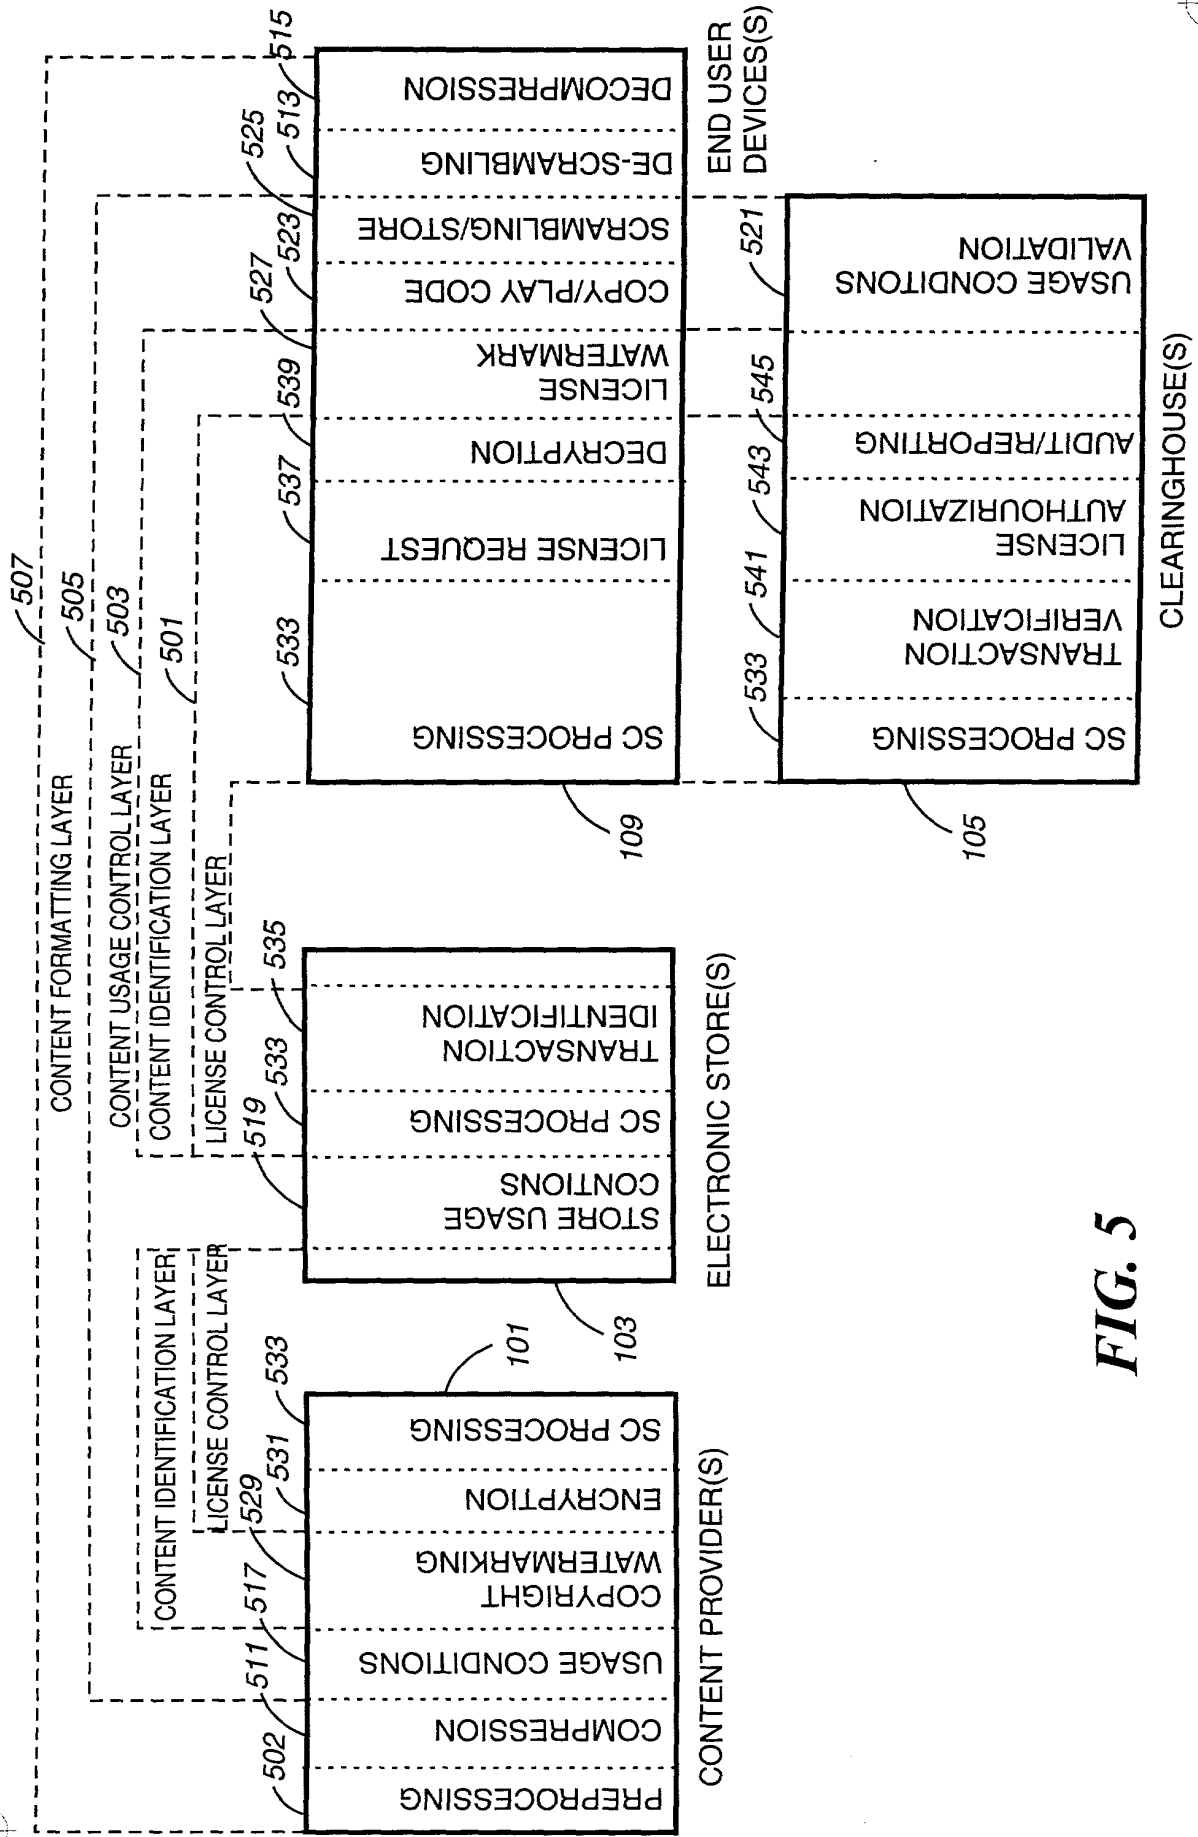 507
CONTENT FORMATTING LAYER
505
CONTENT USAGE CONTROL LAYER
503
CONTENT IDENTIFICATION LAYER
501
CONTENT IDENTIFICATION LAYER
LICENSE CONTROL LAYER
LICENSE CONTROL LAYER
502
511
517
529
531
533
PREPROCESSING
COMPRESSION
USAGE CONDITIONS
COPYRIGHT
WATERMARKING
ENCRYPTION
SC PROCESSING
101
CONTENT PROVIDER(S)
519
533
535
STORE USAGE
CONTIONS
SC PROCESSING
TRANSACTION
IDENTIFICATION
103
ELECTRONIC STORE(S)
533
537
539
527
523
525
513
515
SC PROCESSING
LICENSE REQUEST
DECRYPTION
LICENSE
WATERMARK
COPY/PLAY CODE
SCRAMBLING/STORE
DE-SCRAMBLING
DECOMPRESSION
109
END USER
DEVICES(S)
533
541
543
545
521
SC PROCESSING
TRANSACTION
VERIFICATION
LICENSE
AUTHOURIZATION
AUDIT/REPORTING
USAGE CONDITONS
VALIDATION
105
CLEARINGHOUSE(S)
FIG. 5